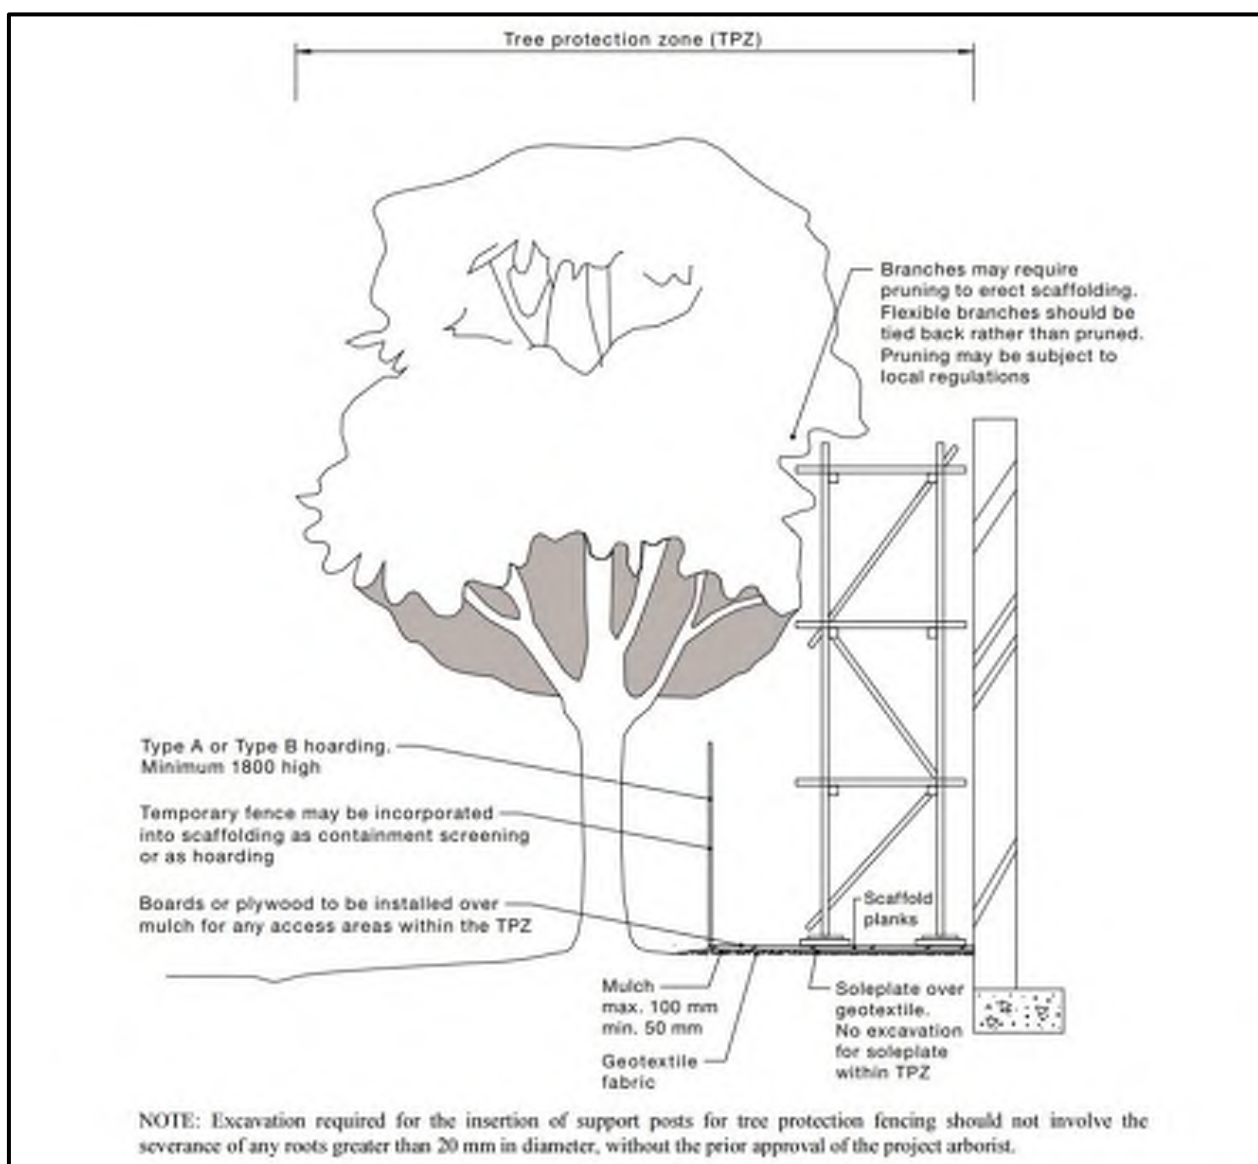 Tree protection zone (TPZ)
Branches may require
pruning to erect scaffolding.
Flexible branches should be
tied back rather than pruned.
Pruning may be subject to
local regulations
Type A or Type B hoarding.
Minimum 1800 high
Temporary fence may be incorporated
into scaffolding as containment screening
or as hoarding
Boards or plywood to be installed over
mulch for any access areas within the TPZ
Scaffold
planks
Mulch
max. 100 mm
min. 50 mm
Geotextile
fabric
Soleplate over
geotextile.
No excavation
for soleplate
within TPZ
NOTE: Excavation required for the insertion of support posts for tree protection fencing should not involve the
severance of any roots greater than 20 mm in diameter, without the prior approval of the project arborist.